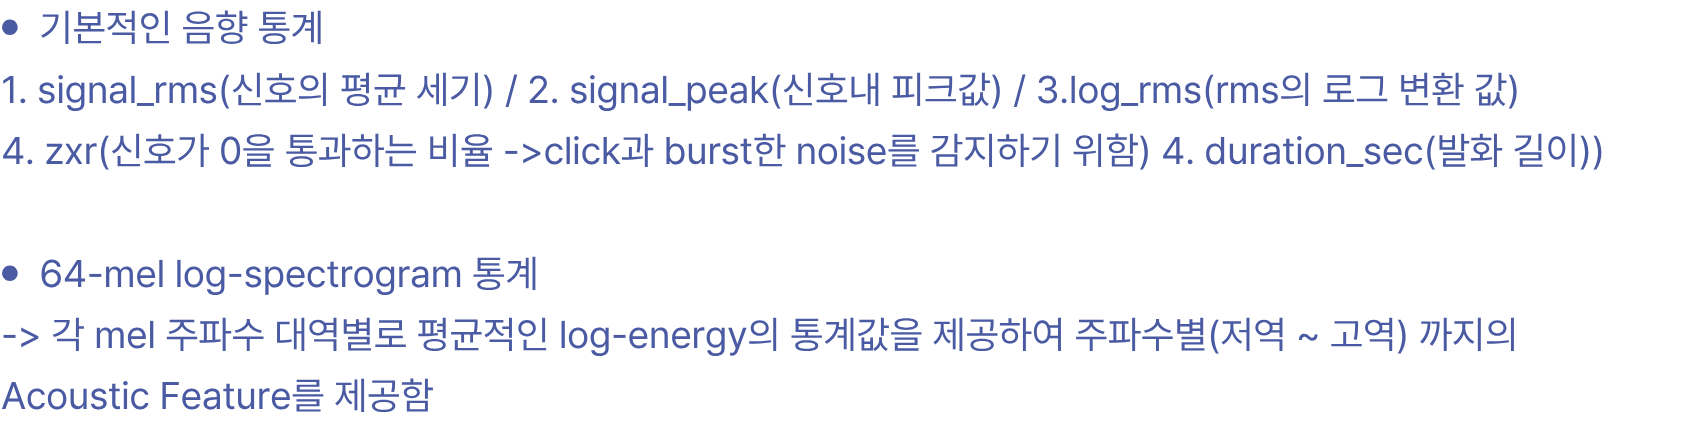 • 기본적인 음향 통계
1. signal_rms(신호의 평균 세기) / 2. signal_peak(신호내 피크값) / 3.log_rms(rms의 로그 변환 값)
4. zxr(신호가 0을 통과하는 비율 ->click과 burst한 noise를 감지하기 위함) 4. duration_sec(발화 길이))
• 64-mel log-spectrogram 통계
-> 각 mel 주파수 대역별로 평균적인 log-energy의 통계값을 제공하여 주파수별(저역 ~ 고역) 까지의
Acoustic Feature를 제공함